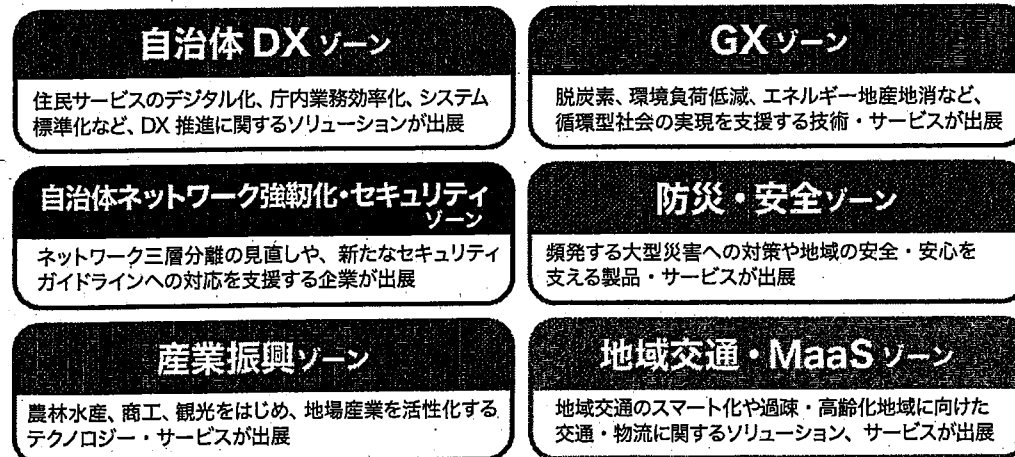 自治体 DX ゾーン
住民サービスのデジタル化、庁内業務効率化、システム
標準化など、DX 推進に関するソリューションが出展
GX ゾーン
脱炭素、環境負荷低減、エネルギー地産地消など、
循環型社会の実現を支援する技術・サービスが出展
自治体ネットワーク強靭化・セキュリティ
ゾーン
ネットワーク三層分離の見直しや、新たなセキュリティ
ガイドラインへの対応を支援する企業が出展
防災・安全ゾーン
頻発する大型災害への対策や地域の安全・安心を
支える製品・サービスが出展
産業振興ゾーン
農林水産、商工、観光をはじめ、地場産業を活性化する
テクノロジー・サービスが出展
地域交通・MaaS ゾーン
地域交通のスマート化や過疎・高齢化地域に向けた
交通・物流に関するソリューション、サービスが出展